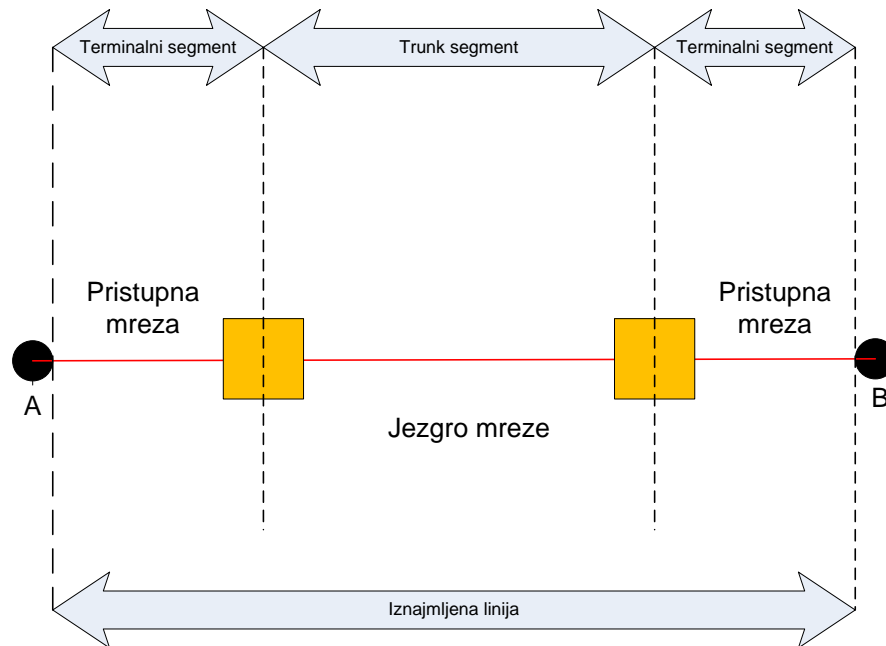 Terminalni segment
Trunk segment
Terminalni segment
Pristupna
mreza
Pristupna
mreza
A
B
Jezgro mreze
Iznajmljena linija